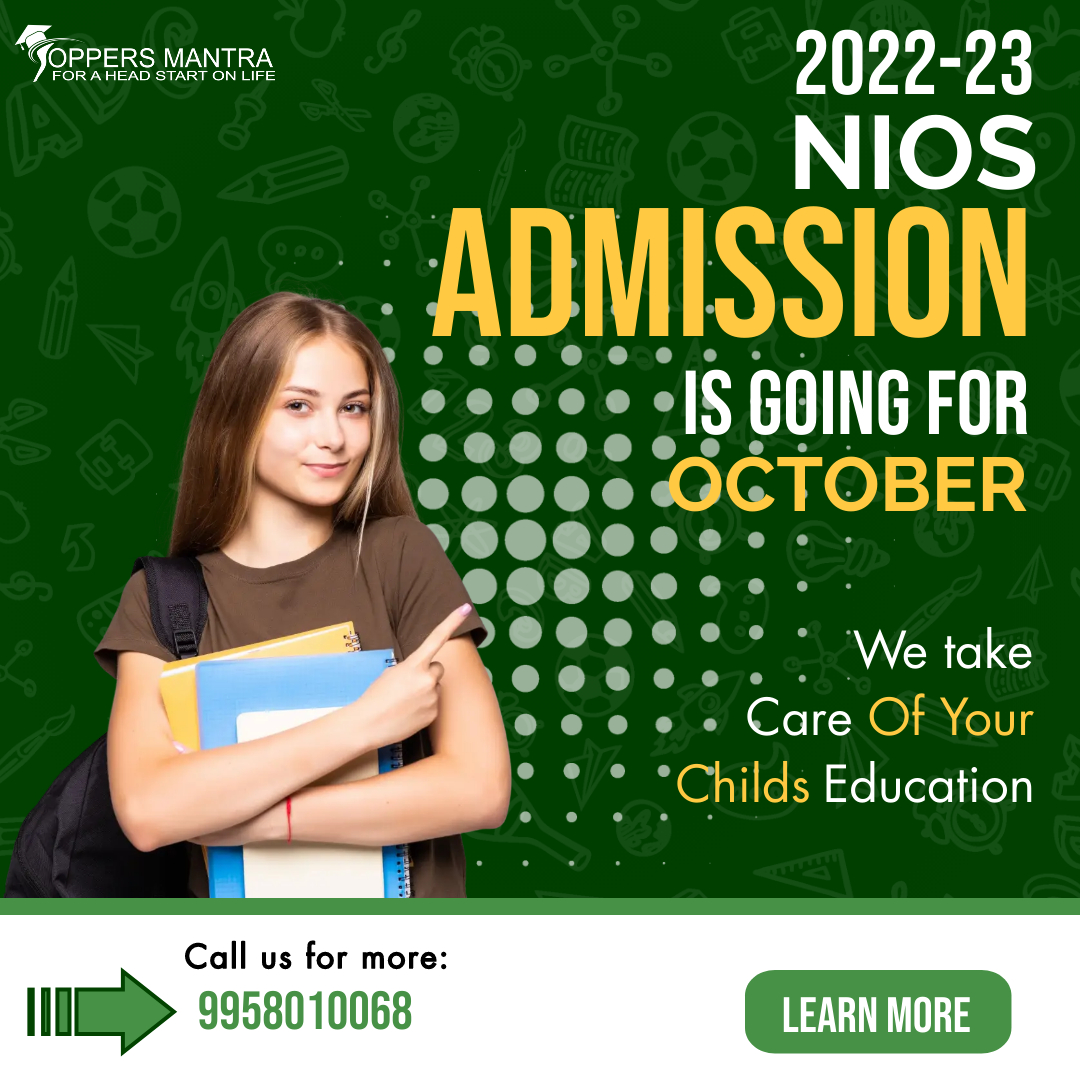 TOPPERS MANTRA
FOR A HEAD START ON LIFE
2022-23
NIOS
ADMISSION
IS GOING FOR
OCTOBER
We take
Care Of Your
Childs Education
Call us for more:
9958010068
LEARN MORE